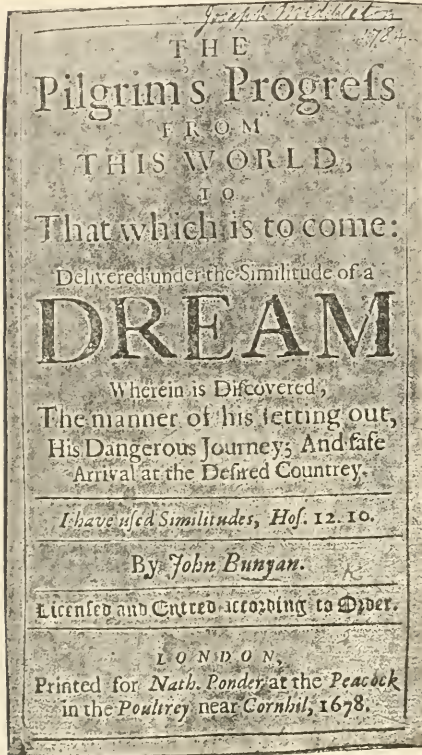 Joseph Middleton
1784
THE
Pilgrim's Progreſs
FROM
THIS WORLD,
TO
That which is to come:
Delivered under the Similitude of a
DREAM
Wherein is Diſcovered,
The manner of his ſetting out,
His Dangerous Journey; And ſafe
Arrival at the Deſired Countrey.
I have uſed Similitudes, Hoſ. 12. 10.
By John Bunyan.
Licenſed and Entred according to Order.
LONDON,
Printed for Nath. Ponder at the Peacock
in the Poultrey near Cornhil, 1678.